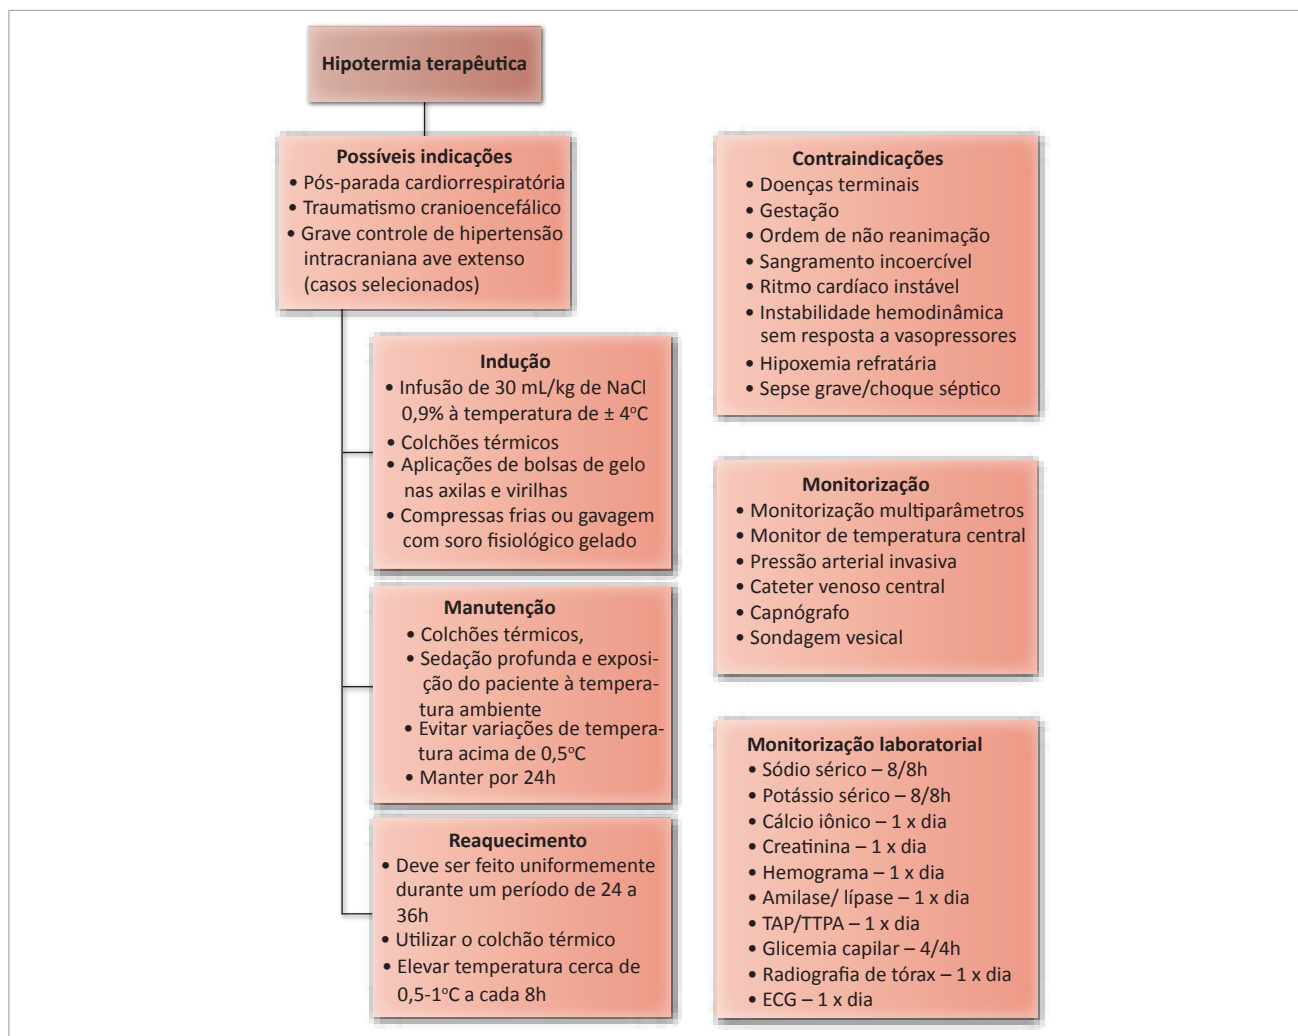 Hipotermia terapêutica
Possíveis indicações
• Pós-parada cardiorrespiratória
• Traumatismo cranioencefálico
• Grave controle de hipertensão
intracraniana ave extenso
(casos selecionados)
Indução
• Infusão de 30 mL/kg de NaCl
0,9% à temperatura de ± 4°C
• Colchões térmicos
• Aplicações de bolsas de gelo
nas axilas e virilhas
• Compressas frias ou gavagem
com soro fisiológico gelado
Manutenção
• Colchões térmicos,
• Sedação profunda e exposi-
ção do paciente à tempera-
tura ambiente
• Evitar variações de tempera-
tura acima de 0,5°C
• Manter por 24h
Reaquecimento
• Deve ser feito uniformemente
durante um período de 24 a
36h
• Utilizar o colchão térmico
• Elevar temperatura cerca de
0,5-1°C a cada 8h
Contraindicações
• Doenças terminais
• Gestação
• Ordem de não reanimação
• Sangramento incoercível
• Ritmo cardíaco instável
• Instabilidade hemodinâmica
sem resposta a vasopressores
• Hipoxemia refratária
• Sepse grave/choque séptico
Monitorização
• Monitorização multiparâmetros
• Monitor de temperatura central
• Pressão arterial invasiva
• Cateter venoso central
• Capnógrafo
• Sondagem vesical
Monitorização laboratorial
• Sódio sérico – 8/8h
• Potássio sérico – 8/8h
• Cálcio iônico – 1 x dia
• Creatinina – 1 x dia
• Hemograma – 1 x dia
• Amilase/ lípase – 1 x dia
• TAP/TTPA – 1 x dia
• Glicemia capilar – 4/4h
• Radiografia de tórax – 1 x dia
• ECG – 1 x dia